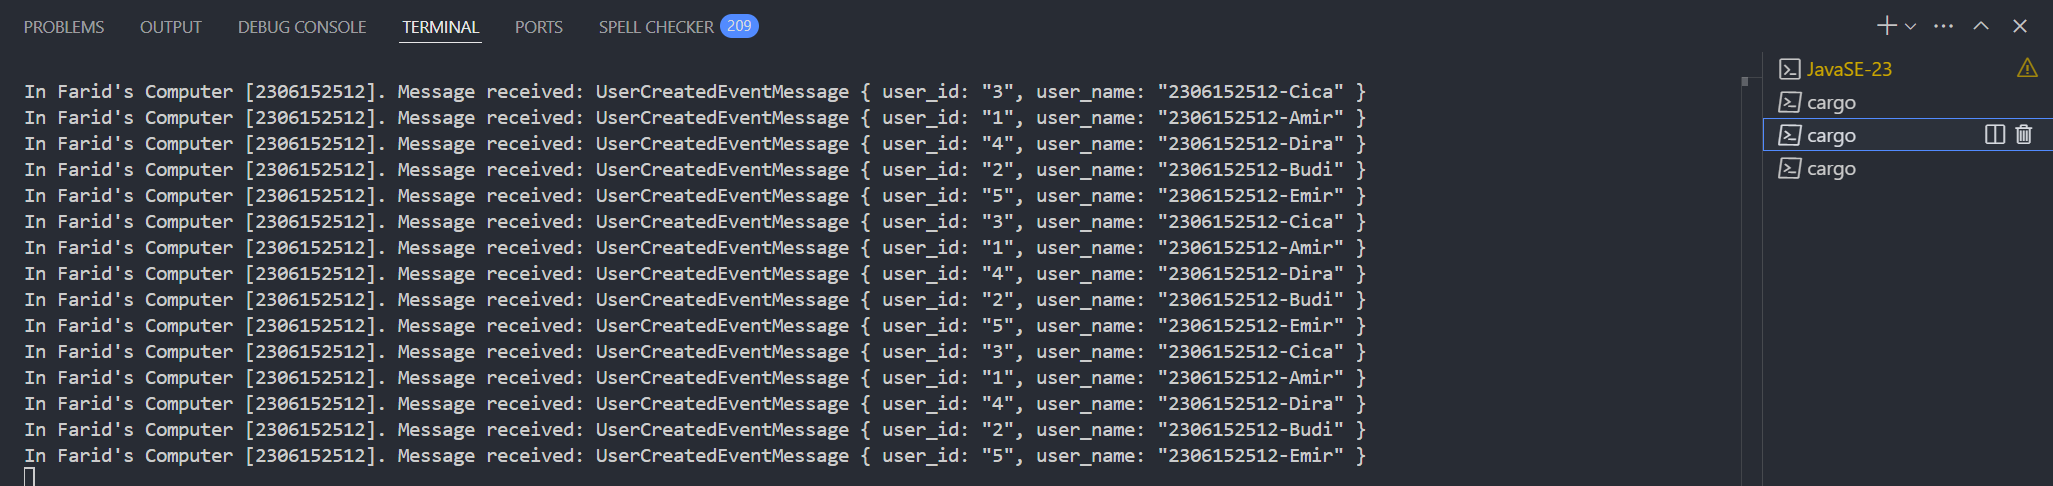 PROBLEMS OUTPUT DEBUG CONSOLE TERMINAL PORTS SPELL CHECKER 209
In Farid's Computer [2306152512]. Message received: UserCreatedEventMessage { user_id: "3", user_name: "2306152512-Cica" }
In Farid's Computer [2306152512]. Message received: UserCreatedEventMessage { user_id: "1", user_name: "2306152512-Amir" }
In Farid's Computer [2306152512]. Message received: UserCreatedEventMessage { user_id: "4", user_name: "2306152512-Dira" }
In Farid's Computer [2306152512]. Message received: UserCreatedEventMessage { user_id: "2", user_name: "2306152512-Budi" }
In Farid's Computer [2306152512]. Message received: UserCreatedEventMessage { user_id: "5", user_name: "2306152512-Emir" }
In Farid's Computer [2306152512]. Message received: UserCreatedEventMessage { user_id: "3", user_name: "2306152512-Cica" }
In Farid's Computer [2306152512]. Message received: UserCreatedEventMessage { user_id: "1", user_name: "2306152512-Amir" }
In Farid's Computer [2306152512]. Message received: UserCreatedEventMessage { user_id: "4", user_name: "2306152512-Dira" }
In Farid's Computer [2306152512]. Message received: UserCreatedEventMessage { user_id: "2", user_name: "2306152512-Budi" }
In Farid's Computer [2306152512]. Message received: UserCreatedEventMessage { user_id: "5", user_name: "2306152512-Emir" }
In Farid's Computer [2306152512]. Message received: UserCreatedEventMessage { user_id: "3", user_name: "2306152512-Cica" }
In Farid's Computer [2306152512]. Message received: UserCreatedEventMessage { user_id: "1", user_name: "2306152512-Amir" }
In Farid's Computer [2306152512]. Message received: UserCreatedEventMessage { user_id: "4", user_name: "2306152512-Dira" }
In Farid's Computer [2306152512]. Message received: UserCreatedEventMessage { user_id: "2", user_name: "2306152512-Budi" }
In Farid's Computer [2306152512]. Message received: UserCreatedEventMessage { user_id: "5", user_name: "2306152512-Emir" }
JavaSE-23
cargo
cargo
cargo